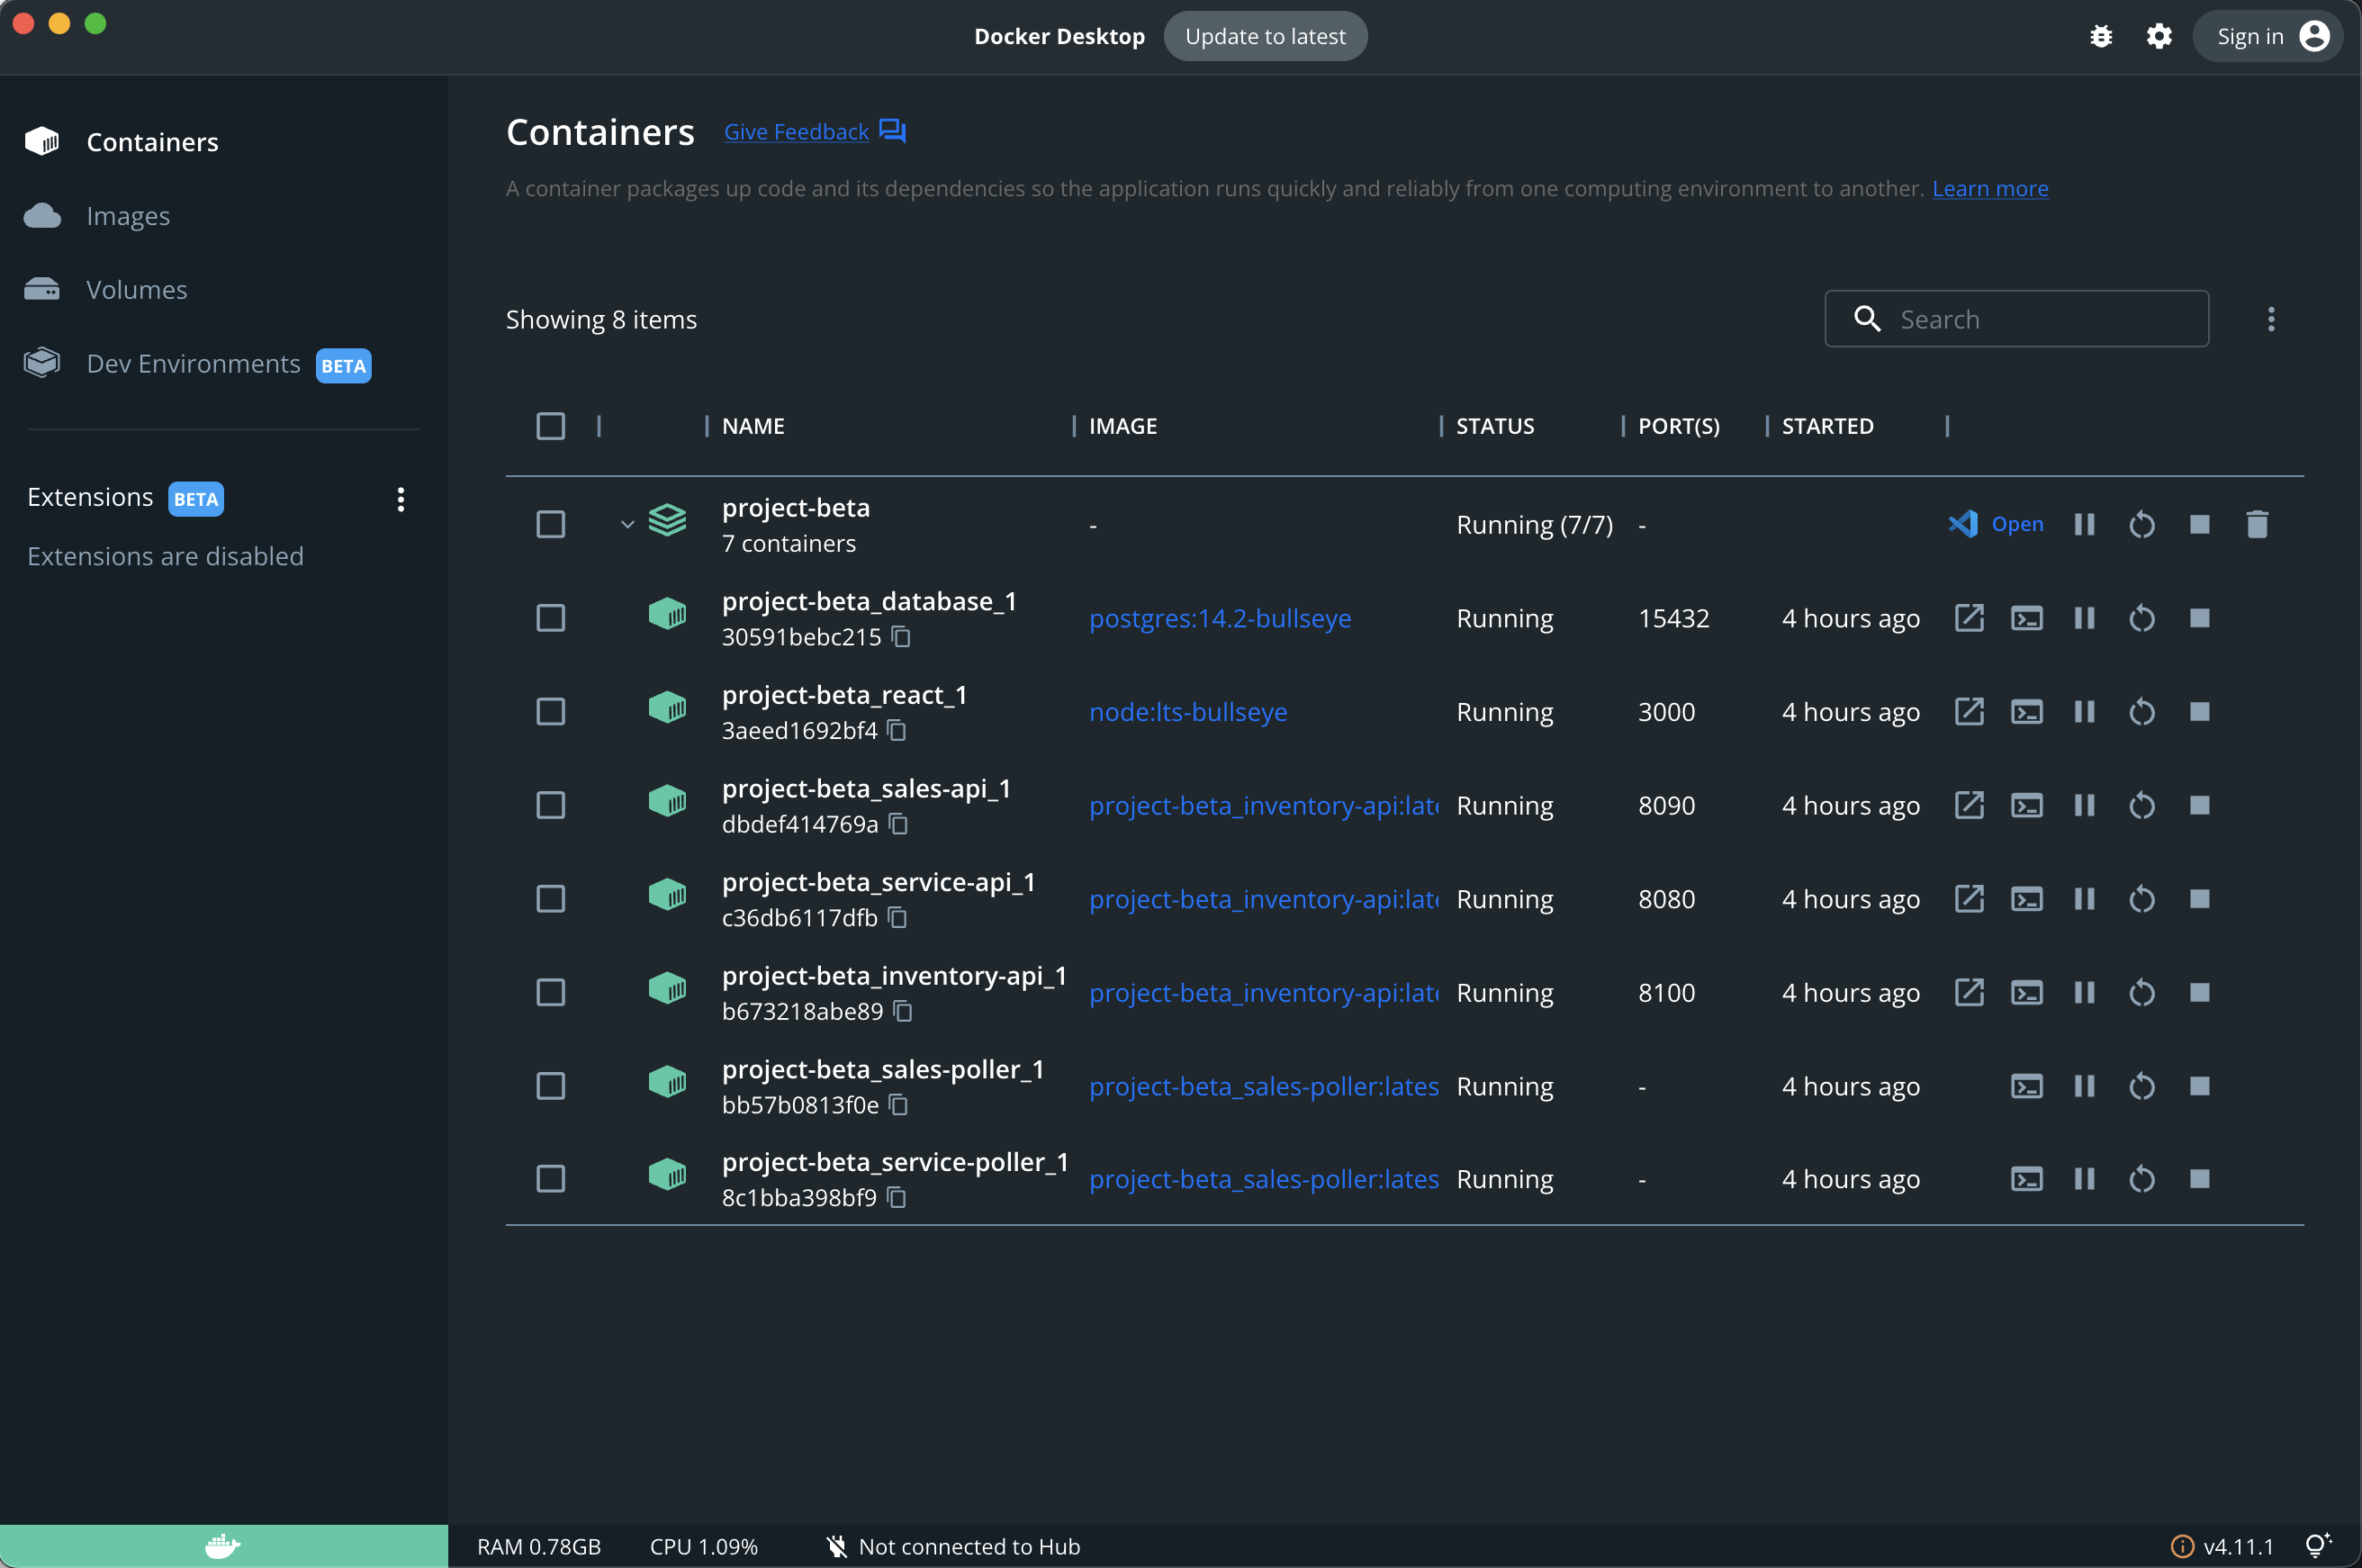 Docker Desktop Update to latest Sign in
Containers
Images
Volumes
Dev Environments BETA
Extensions BETA
Extensions are disabled
Containers Give Feedback
A container packages up code and its dependencies so the application runs quickly and reliably from one computing environment to another. Learn more
Showing 8 items Search
NAME IMAGE STATUS PORT(S) STARTED
project-beta
7 containers
- Running (7/7) - Open
project-beta_database_1
30591bebc215
postgres:14.2-bullseye Running 15432 4 hours ago
project-beta_react_1
3aeed1692bf4
node:lts-bullseye Running 3000 4 hours ago
project-beta_sales-api_1
dbdef414769a
project-beta_inventory-api:late Running 8090 4 hours ago
project-beta_service-api_1
c36db6117dfb
project-beta_inventory-api:late Running 8080 4 hours ago
project-beta_inventory-api_1
b673218abe89
project-beta_inventory-api:late Running 8100 4 hours ago
project-beta_sales-poller_1
bb57b0813f0e
project-beta_sales-poller:lates Running - 4 hours ago
project-beta_service-poller_1
8c1bba398bf9
project-beta_sales-poller:lates Running - 4 hours ago
RAM 0.78GB CPU 1.09% Not connected to Hub v4.11.1